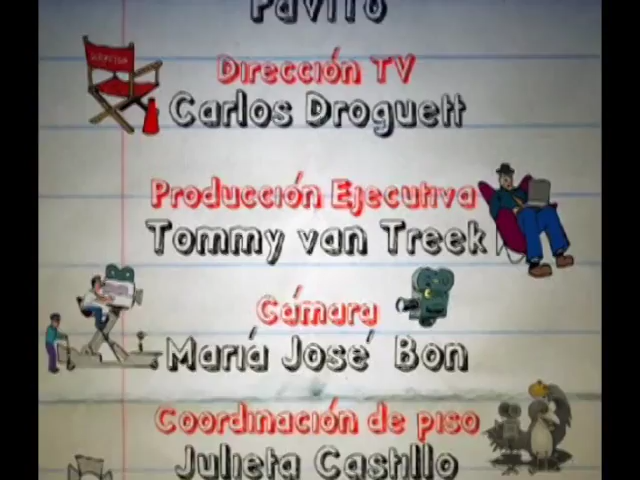 Pavito
Dirección TV
Carlos Droguett
Producción Ejecutiva
Tommy van Treek
Cámara
María José Bon
Coordinación de piso
Julieta Castillo